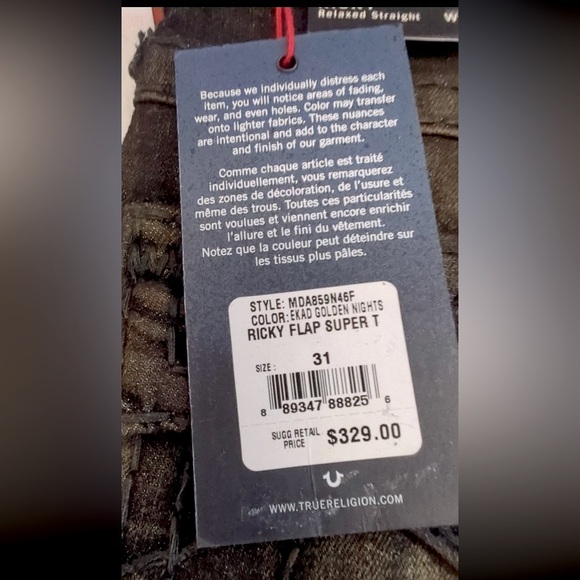 Relaxed Straight W
Because we individually distress each
item, you will notice areas of fading,
wear, and even holes. Color may transfer
onto lighter fabrics. These nuances
are intentional and add to the character
and finish of our garment.
Comme chaque article est traité
individuellement, vous remarquerez
des zones de décoloration, de l'usure et
même des trous. Toutes ces particularités
sont voulues et viennent encore enrichir
l'allure et le fini du vêtement.
Notez que la couleur peut déteindre sur
les tissus plus pâles.
STYLE: MDA859N46F
COLOR: EKAD GOLDEN NIGHTS
RICKY FLAP SUPER T
SIZE: 31
8 89347 88825 6
SUGG RETAIL
PRICE $329.00
WWW.TRUERELIGION.COM